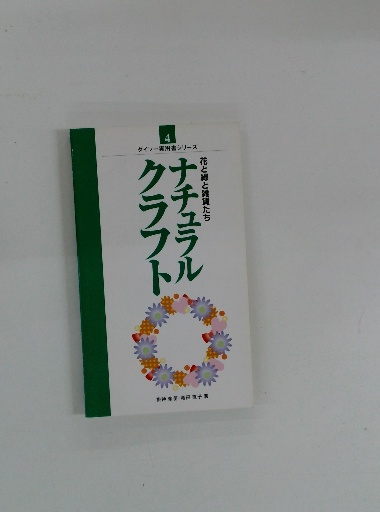 4
ダイソー実用書シリーズ
花と緑と雑貨たち
ナチュラル
クラフト